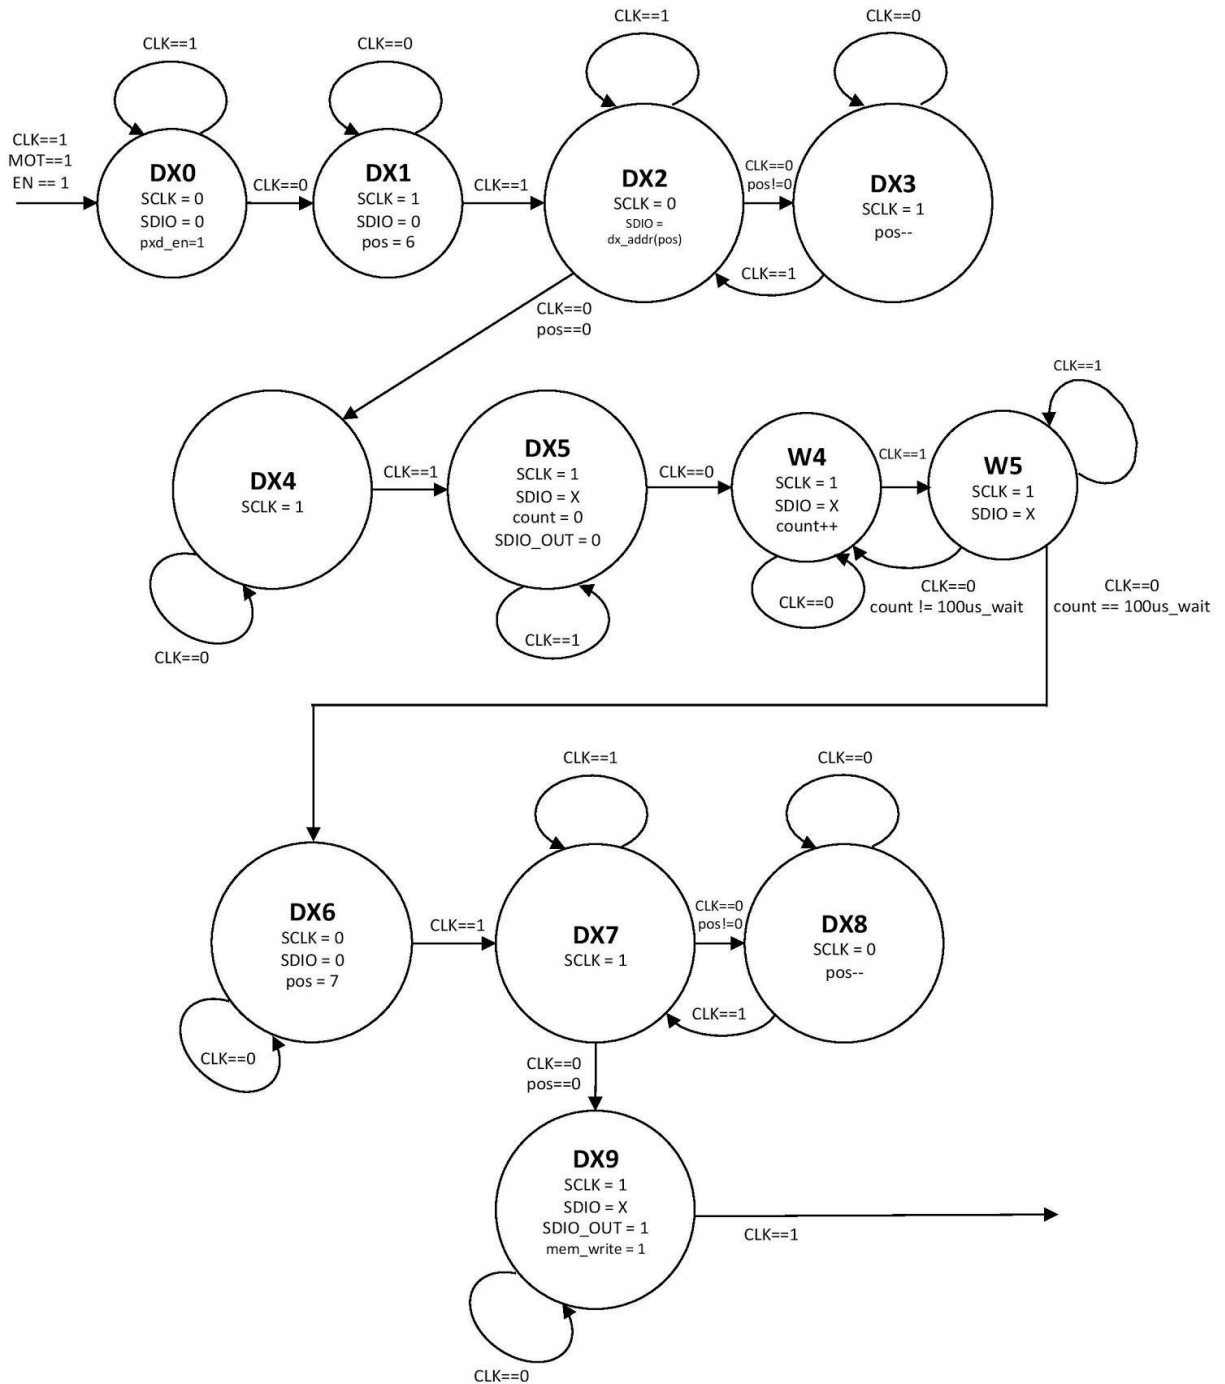 CLK==1
CLK==0
CLK==1
CLK==0
CLK==1
MOT==1
EN == 1
DX0
SCLK = 0
SDIO = 0
pxd_en=1
CLK==0
DX1
SCLK = 1
SDIO = 0
pos = 6
CLK==1
DX2
SCLK = 0
SDIO =
dx_addr(pos)
CLK==0
pos!=0
DX3
SCLK = 1
pos--
CLK==1
CLK==0
pos==0
DX4
SCLK = 1
CLK==0
CLK==1
DX5
SCLK = 1
SDIO = X
count = 0
SDIO_OUT = 0
CLK==1
CLK==0
W4
SCLK = 1
SDIO = X
count++
CLK==0
CLK==1
W5
SCLK = 1
SDIO = X
CLK==1
CLK==0
count != 100us_wait
CLK==0
count == 100us_wait
CLK==1
CLK==0
DX6
SCLK = 0
SDIO = 0
pos = 7
CLK==0
CLK==1
DX7
SCLK = 1
CLK==0
pos!=0
DX8
SCLK = 0
pos--
CLK==1
CLK==0
pos==0
DX9
SCLK = 1
SDIO = X
SDIO_OUT = 1
mem_write = 1
CLK==1
CLK==0